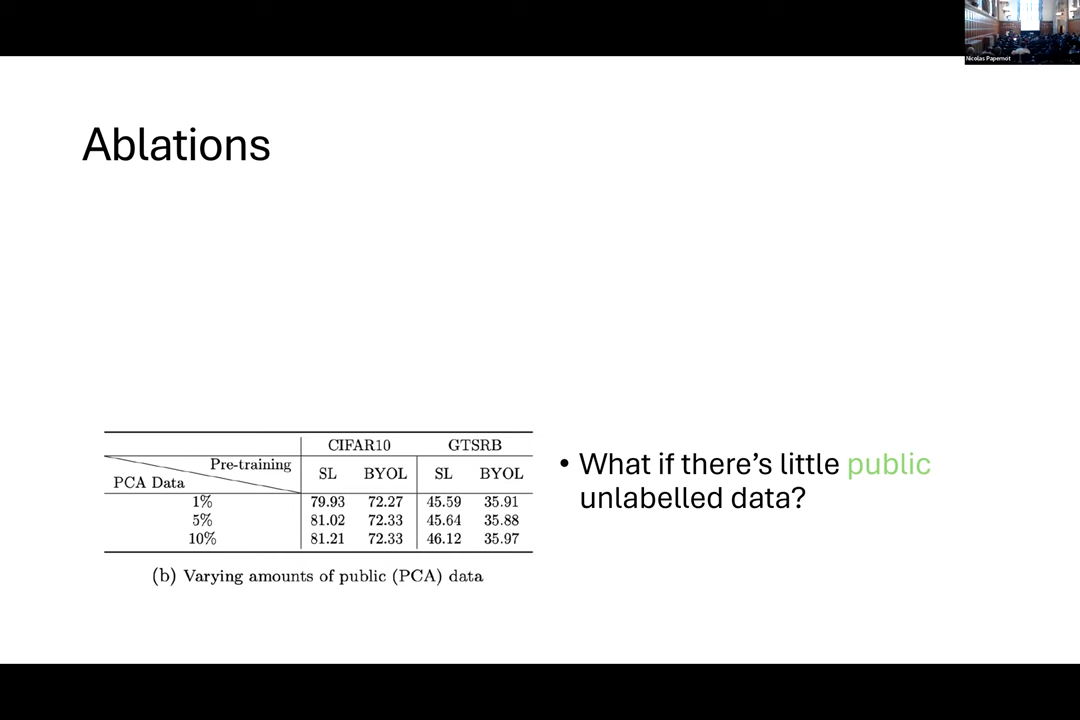 Nicolas Papernot
Ablations
CIFAR10 GTSRB
Pre-training
PCA Data
SL BYOL SL BYOL
1% 79.93 72.27 45.59 35.91
5% 81.02 72.33 45.64 35.88
10% 81.21 72.33 46.12 35.97
(b) Varying amounts of public (PCA) data
• What if there's little public
unlabelled data?